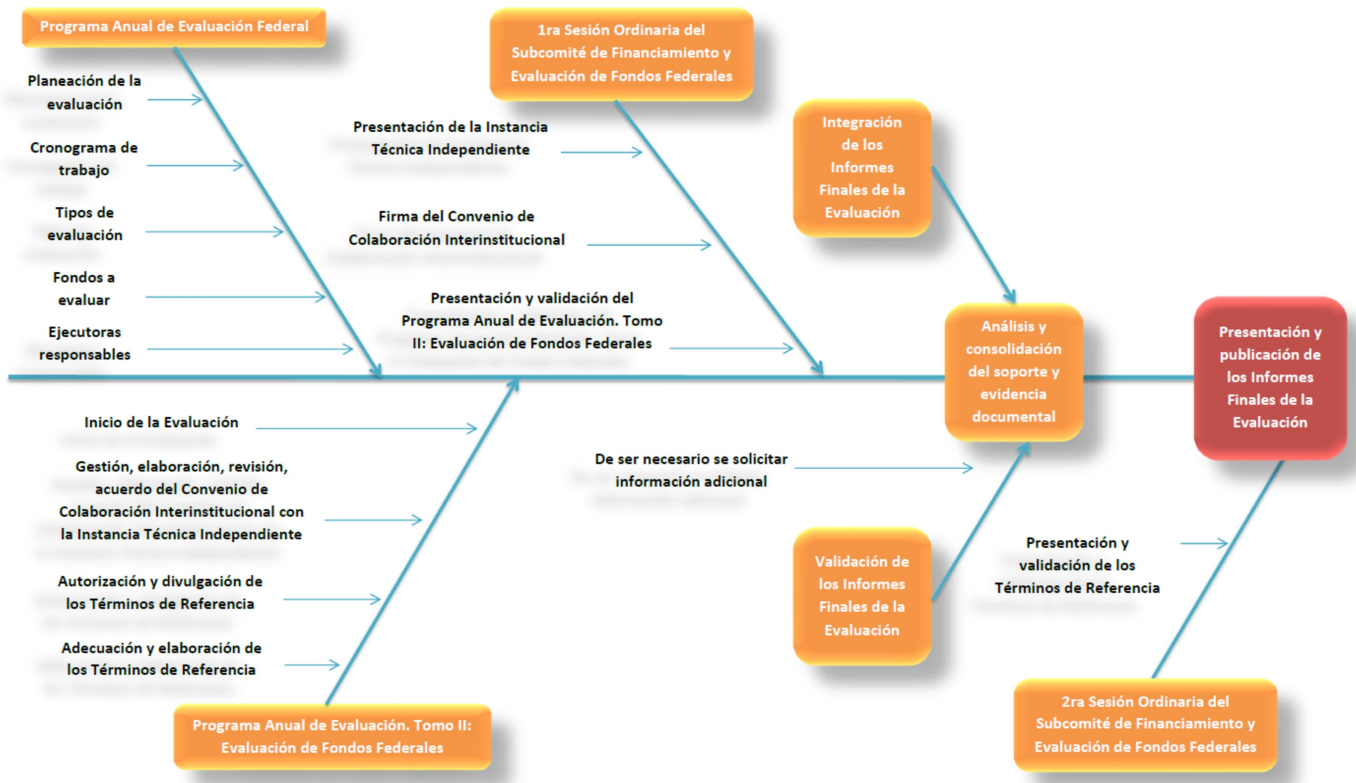 Programa Anual de Evaluación Federal
Planeación de la
evaluación
Cronograma de
trabajo
Tipos de
evaluación
Fondos a
evaluar
Ejecutoras
responsables
1ra Sesión Ordinaria del
Subcomité de Financiamiento y
Evaluación de Fondos Federales
Presentación de la Instancia
Técnica Independiente
Firma del Convenio de
Colaboración Interinstitucional
Presentación y validación del
Programa Anual de Evaluación. Tomo
II: Evaluación de Fondos Federales
Integración
de los
Informes
Finales de la
Evaluación
Análisis y
consolidación
del soporte y
evidencia
documental
Presentación y
publicación de
los Informes
Finales de la
Evaluación
Inicio de la Evaluación
Gestión, elaboración, revisión,
acuerdo del Convenio de
Colaboración Interinstitucional con
la Instancia Técnica Independiente
Autorización y divulgación de
los Términos de Referencia
Adecuación y elaboración de
los Términos de Referencia
Programa Anual de Evaluación. Tomo II:
Evaluación de Fondos Federales
De ser necesario se solicitar
información adicional
Validación de
los Informes
Finales de la
Evaluación
Presentación y
validación de los
Términos de Referencia
2ra Sesión Ordinaria del
Subcomité de Financiamiento y
Evaluación de Fondos Federales